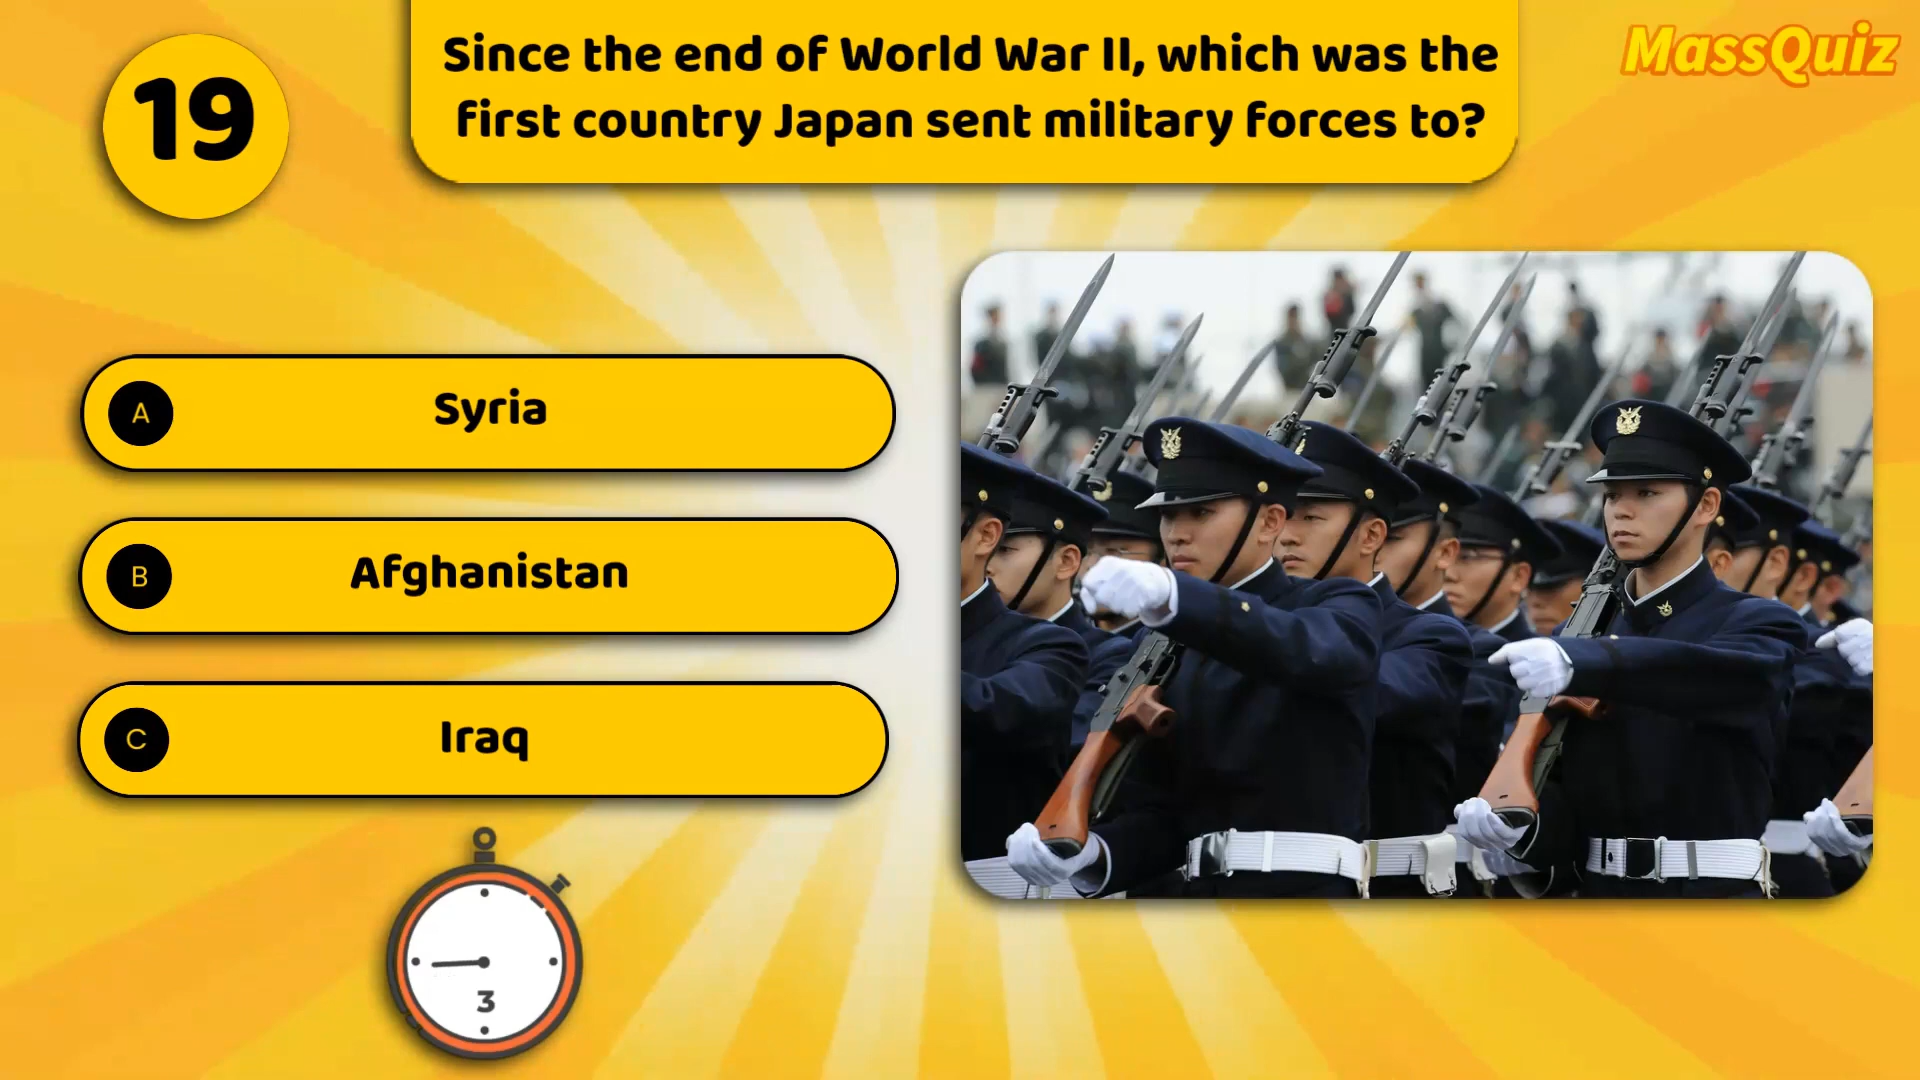 19
Since the end of World War II, which was the
first country Japan sent military forces to?
MassQuiz
A Syria
B Afghanistan
C Iraq
3